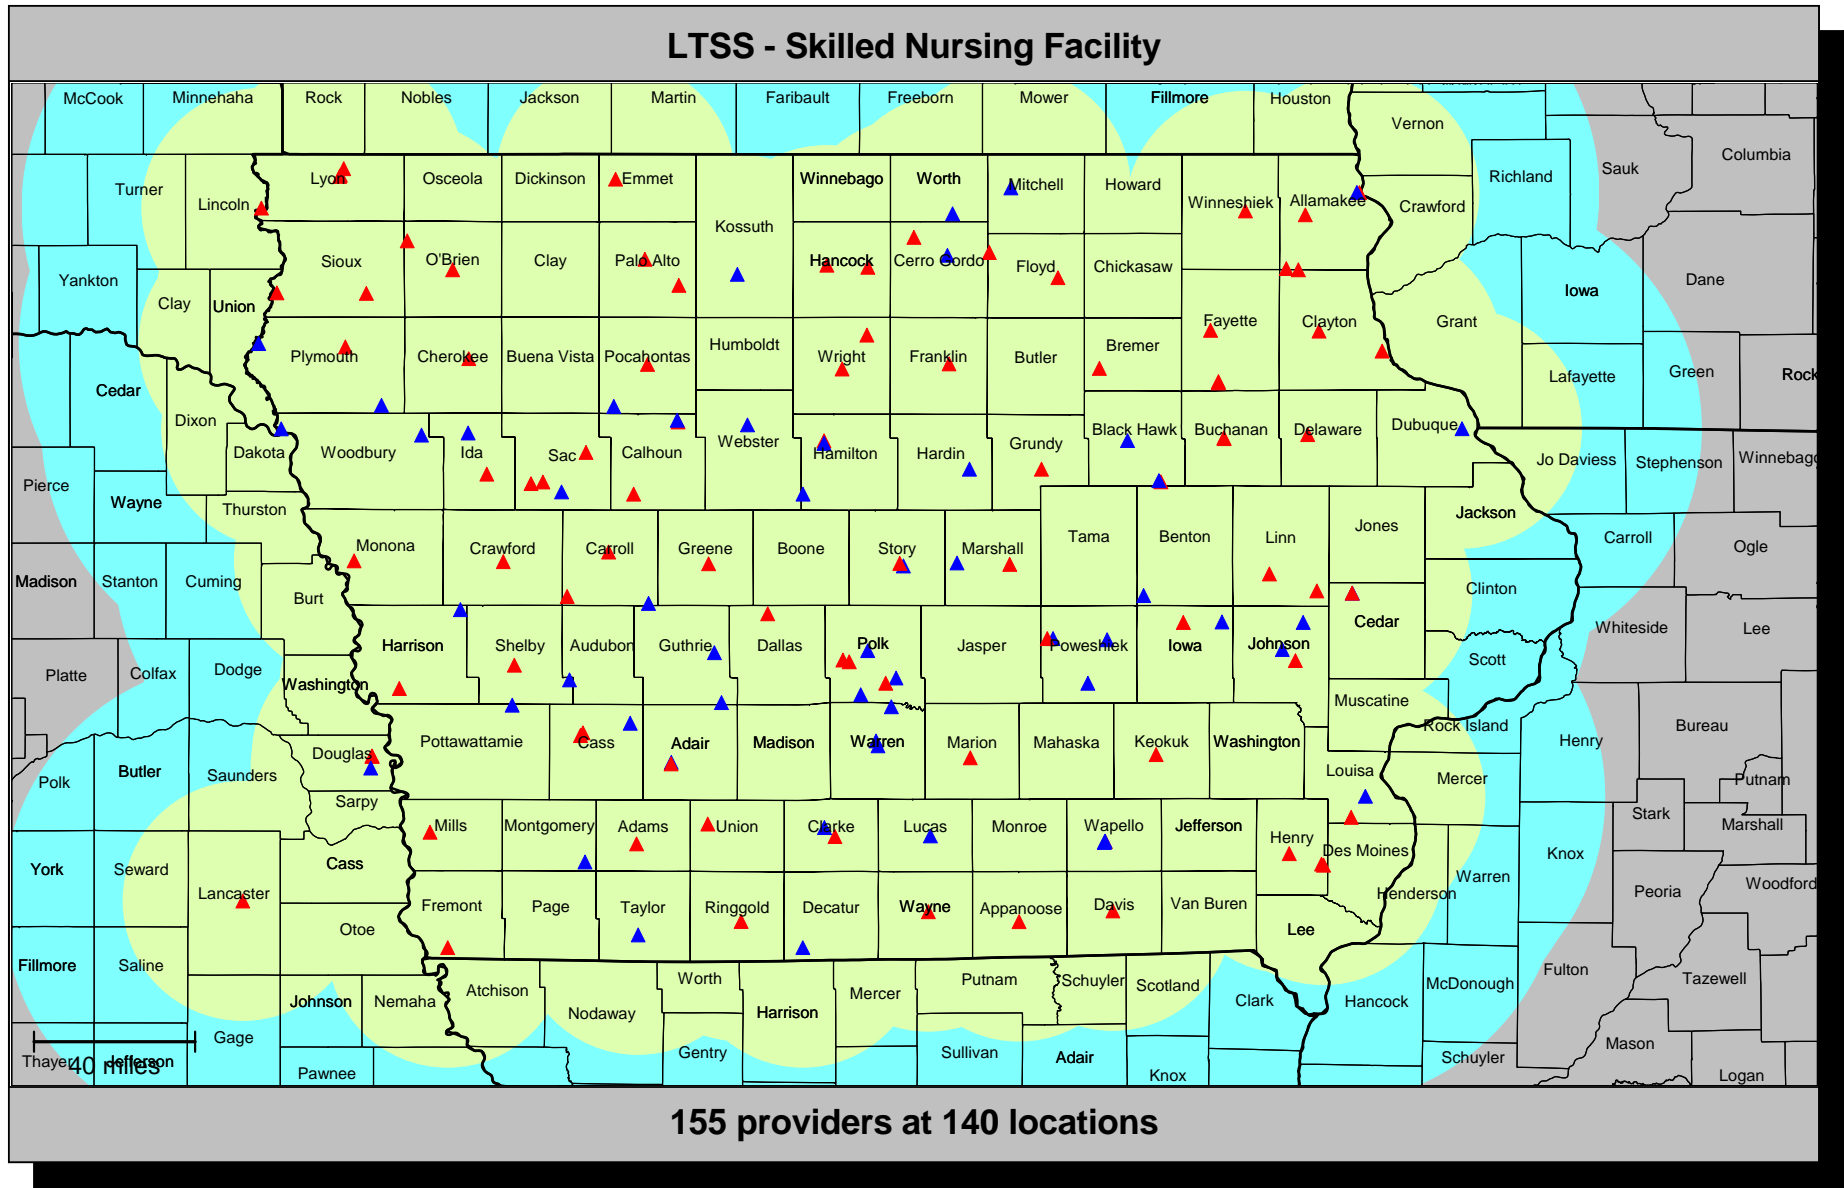 LTSS - Skilled Nursing Facility
McCook Minnehaha Rock Nobles Jackson Martin Faribault Freeborn Mower Fillmore Houston
Vernon
Sauk Columbia
Turner Lincoln Lyon Osceola Dickinson Emmet Winnebago Worth Mitchell Howard Winneshiek Allamakee Crawford Richland
Kossuth
Yankton Clay Union Sioux O'Brien Clay Palo Alto Hancock Cerro Gordo Floyd Chickasaw Iowa Dane
Cedar Plymouth Cherokee Buena Vista Pocahontas Humboldt Wright Franklin Butler Bremer Fayette Clayton Grant Lafayette Green Rock
Dixon
Pierce Dakota Woodbury Ida Sac Calhoun Webster Hamilton Hardin Grundy Black Hawk Buchanan Delaware Dubuque Jo Daviess Stephenson Winnebago
Wayne Thurston
Monona Crawford Carroll Greene Boone Story Marshall Tama Benton Linn Jones Jackson Carroll Ogle
Madison Stanton Cuming Burt Clinton
Harrison Shelby Audubon Guthrie Dallas Polk Jasper Poweshiek Iowa Johnson Cedar Scott Whiteside Lee
Platte Colfax Dodge Washington
Muscatine Rock Island Bureau
Douglas Pottawattamie Cass Adair Madison Warren Marion Mahaska Keokuk Washington Henry
Polk Butler Saunders Louisa Mercer Putnam
Sarpy
Mills Montgomery Adams Union Clarke Lucas Monroe Wapello Jefferson Henry Des Moines Stark Marshall
York Seward Cass Knox
Lancaster Henderson Warren Peoria Woodford
Otoe Fremont Page Taylor Ringgold Decatur Wayne Appanoose Davis Van Buren Lee
Fillmore Saline Fulton Tazewell
Johnson Nemaha Atchison Nodaway Worth Harrison Mercer Putnam Schuyler Scotland Clark Hancock McDonough
Gage Gentry Sullivan Adair Schuyler Mason
Thayer Jefferson
40 miles
Pawnee Knox Logan
155 providers at 140 locations